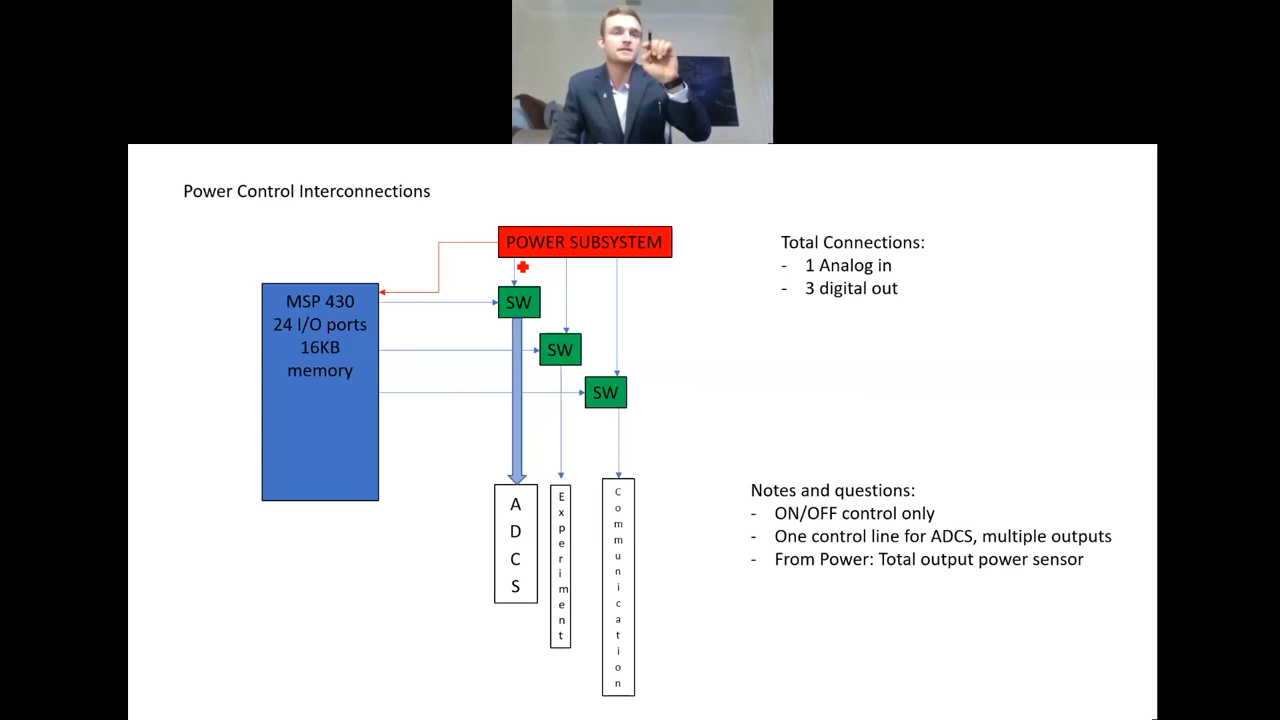 Power Control Interconnections
POWER SUBSYSTEM
Total Connections:
- 1 Analog in
- 3 digital out
MSP 430
24 I/O ports
16KB
memory
SW
SW
SW
ADCS
Experiment
Communication
Notes and questions:
- ON/OFF control only
- One control line for ADCS, multiple outputs
- From Power: Total output power sensor